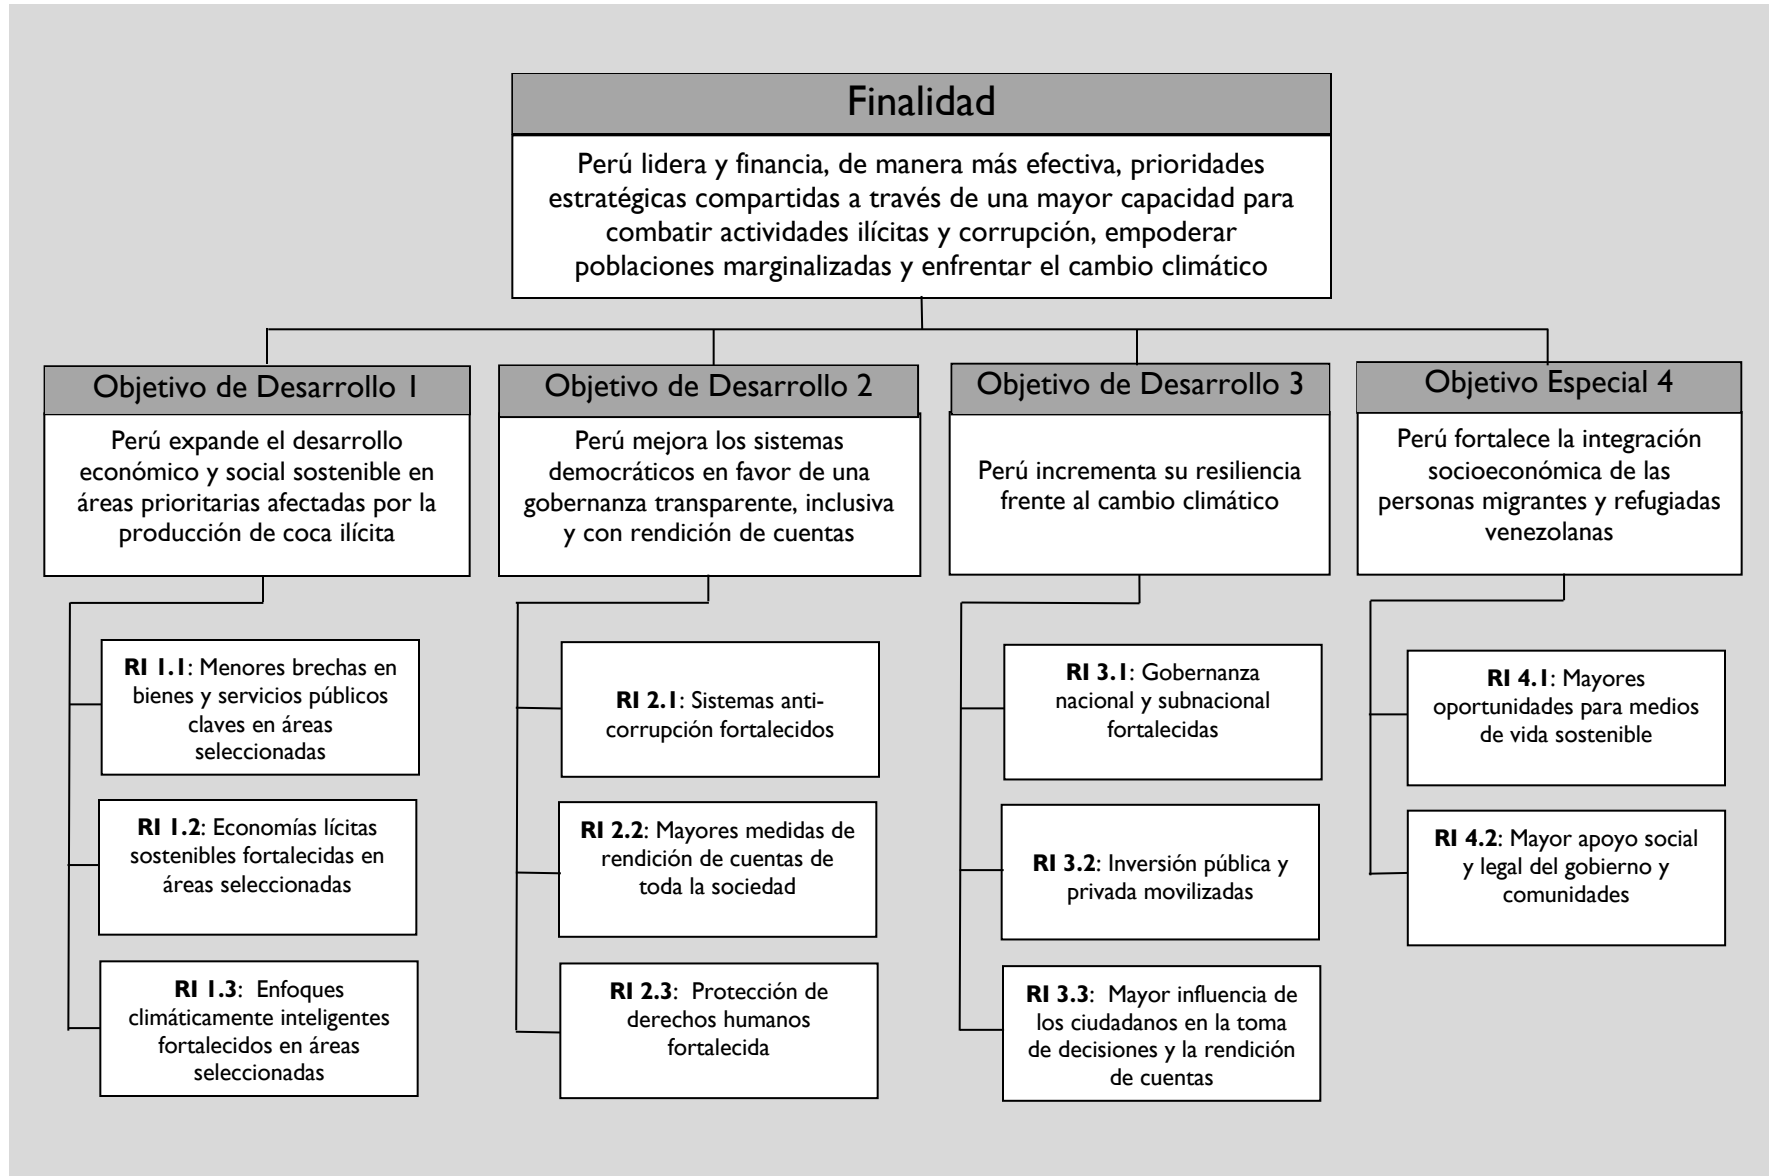 Finalidad
Perú lidera y financia, de manera más efectiva, prioridades
estratégicas compartidas a través de una mayor capacidad para
combatir actividades ilícitas y corrupción, empoderar
poblaciones marginalizadas y enfrentar el cambio climático
Objetivo de Desarrollo 1
Perú expande el desarrollo
económico y social sostenible en
áreas prioritarias afectadas por la
producción de coca ilícita
Objetivo de Desarrollo 2
Perú mejora los sistemas
democráticos en favor de una
gobernanza transparente, inclusiva
y con rendición de cuentas
Objetivo de Desarrollo 3
Perú incrementa su resiliencia
frente al cambio climático
Objetivo Especial 4
Perú fortalece la integración
socioeconómica de las
personas migrantes y refugiadas
venezolanas
RI 1.1: Menores brechas en
bienes y servicios públicos
claves en áreas
seleccionadas
RI 1.2: Economías lícitas
sostenibles fortalecidas en
áreas seleccionadas
RI 1.3: Enfoques
climáticamente inteligentes
fortalecidos en áreas
seleccionadas
RI 2.1: Sistemas anti-
corrupción fortalecidos
RI 2.2: Mayores medidas de
rendición de cuentas de
toda la sociedad
RI 2.3: Protección de
derechos humanos
fortalecida
RI 3.1: Gobernanza
nacional y subnacional
fortalecidas
RI 3.2: Inversión pública y
privada movilizadas
RI 3.3: Mayor influencia de
los ciudadanos en la toma
de decisiones y la rendición
de cuentas
RI 4.1: Mayores
oportunidades para medios
de vida sostenible
RI 4.2: Mayor apoyo social
y legal del gobierno y
comunidades